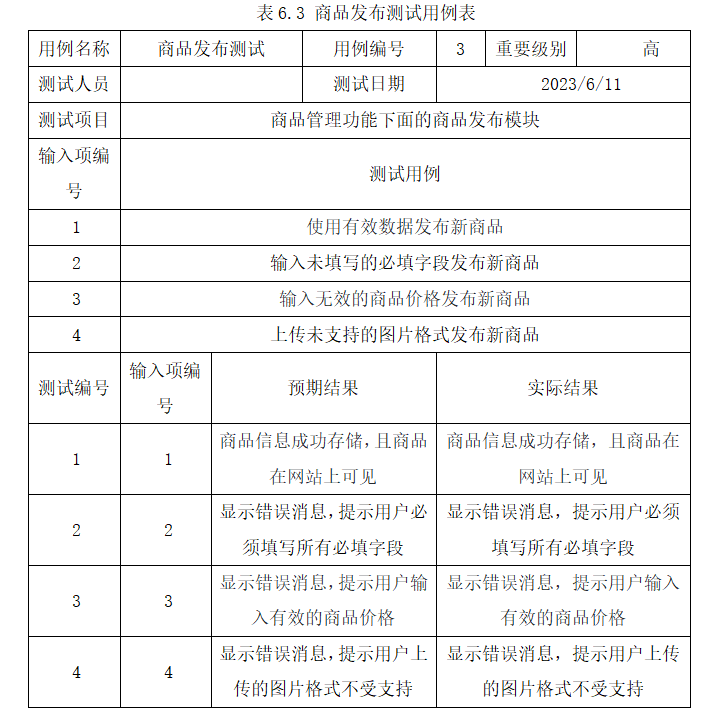 表 6.3 商品发布测试用例表
用例名称 商品发布测试 用例编号 3 重要级别 高
测试人员 测试日期 2023/6/11
测试项目 商品管理功能下面的商品发布模块
输入项编
号
测试用例
1 使用有效数据发布新商品
2 输入未填写的必填字段发布新商品
3 输入无效的商品价格发布新商品
4 上传未支持的图片格式发布新商品
测试编号
输入项编
号
预期结果 实际结果
1 1
商品信息成功存储,且商品
在网站上可见
商品信息成功存储，且商品在
网站上可见
2 2
显示错误消息,提示用户必
须填写所有必填字段
显示错误消息，提示用户必须
填写所有必填字段
3 3
显示错误消息,提示用户输
入有效的商品价格
显示错误消息，提示用户输入
有效的商品价格
4 4
显示错误消息,提示用户上
传的图片格式不受支持
显示错误消息，提示用户上传
的图片格式不受支持